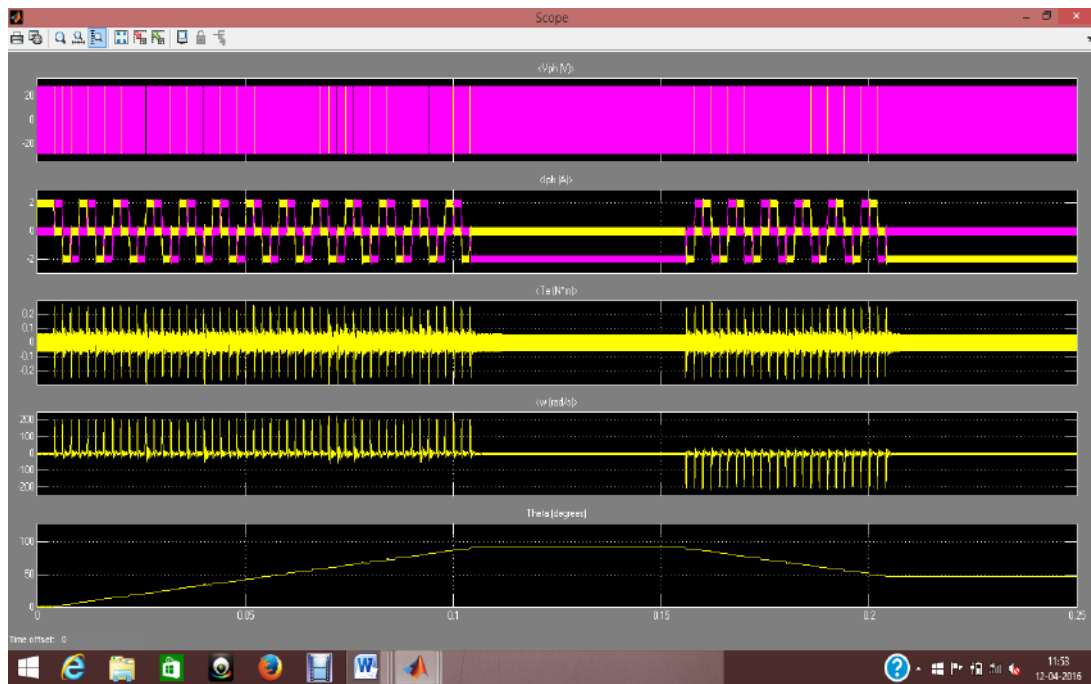 Scope
<Vph (V)>
20
0
-20
<Iph (A)>
2
0
-2
<Te (N*m)>
0.2
0.1
0
-0.1
-0.2
<w (rad/s)>
200
100
0
-100
-200
Theta (degrees)
100
50
0
0 0.05 0.1 0.15 0.2 0.25
Time offset: 0
11:53
12-04-2016